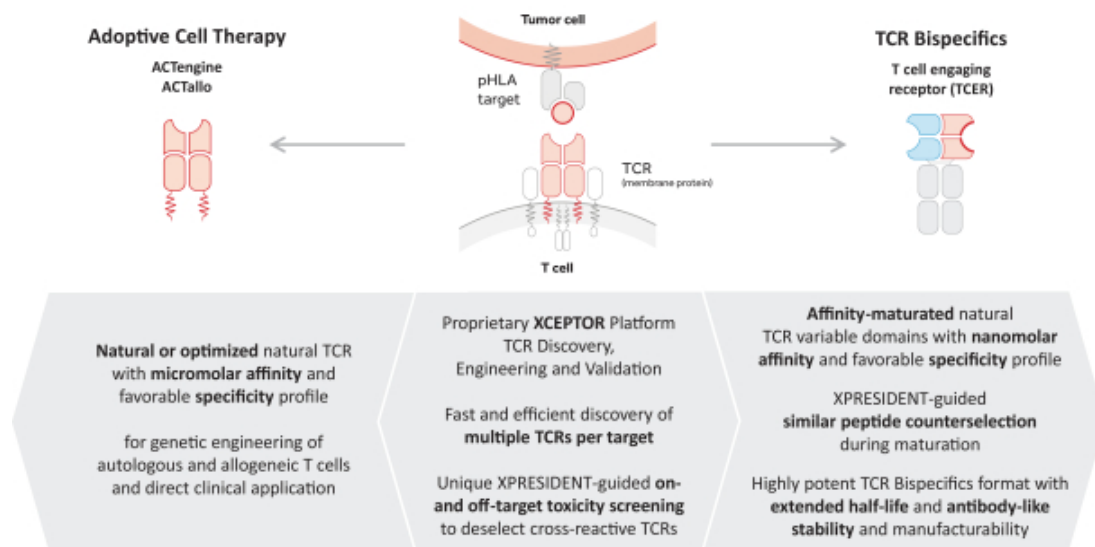 Adoptive Cell Therapy
ACTengine
ACTallo
Tumor cell
pHLA
target
TCR
(membrane protein)
T cell
TCR Bispecifics
T cell engaging
receptor (TCER)
Natural or optimized natural TCR
with micromolar affinity and
favorable specificity profile
for genetic engineering of
autologous and allogeneic T cells
and direct clinical application
Proprietary XCEPTOR Platform
TCR Discovery,
Engineering and Validation
Fast and efficient discovery of
multiple TCRs per target
Unique XPRESIDENT-guided on-
and off-target toxicity screening
to deselect cross-reactive TCRs
Affinity-maturated natural
TCR variable domains with nanomolar
affinity and favorable specificity profile
XPRESIDENT-guided
similar peptide counterselection
during maturation
Highly potent TCR Bispecifics format with
extended half-life and antibody-like
stability and manufacturability